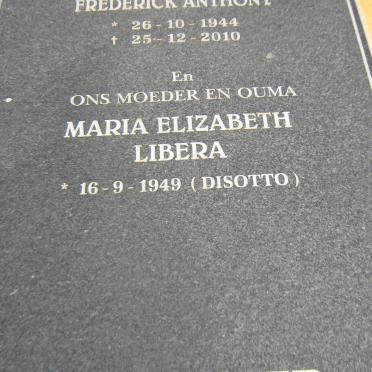 FREDERICK ANTHONY
* 26-10-1944
† 25-12-2010
En
ONS MOEDER EN OUMA
MARIA ELIZABETH
LIBERA
* 16-9-1949 (DISOTTO)